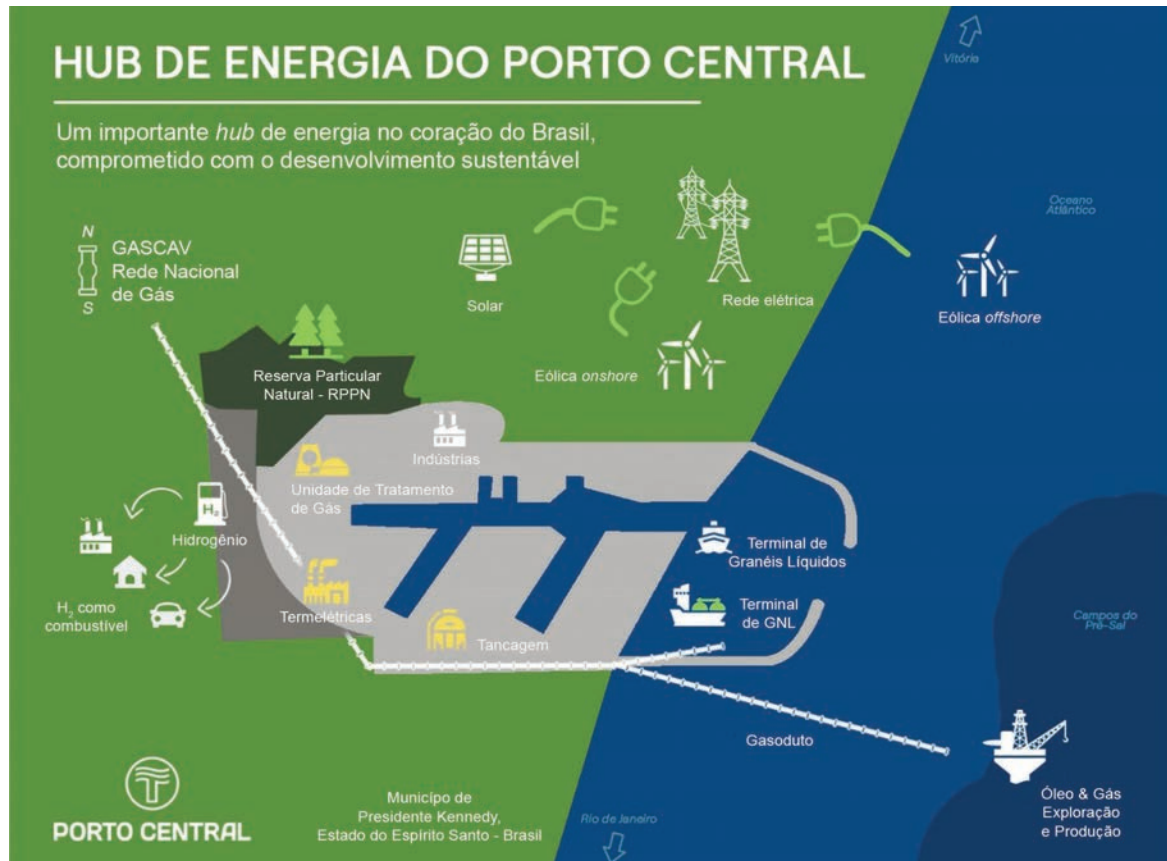 HUB DE ENERGIA DO PORTO CENTRAL
Um importante hub de energia no coração do Brasil,
comprometido com o desenvolvimento sustentável
Vitória
Oceano
Atlântico
N
GASCAV
Rede Nacional
de Gás
S
Solar
Rede elétrica
Eólica offshore
Eólica onshore
Reserva Particular
Natural - RPPN
Indústrias
Unidade de Tratamento
de Gás
H₂
Hidrogênio
H₂ como
combustível
Termelétricas
Tancagem
Terminal de
Granéis Líquidos
Terminal
de GNL
Campos do
Pré-Sal
Gasoduto
Óleo & Gás
Exploração
e Produção
PORTO CENTRAL
Municípo de
Presidente Kennedy,
Estado do Espírito Santo - Brasil
Rio de Janeiro